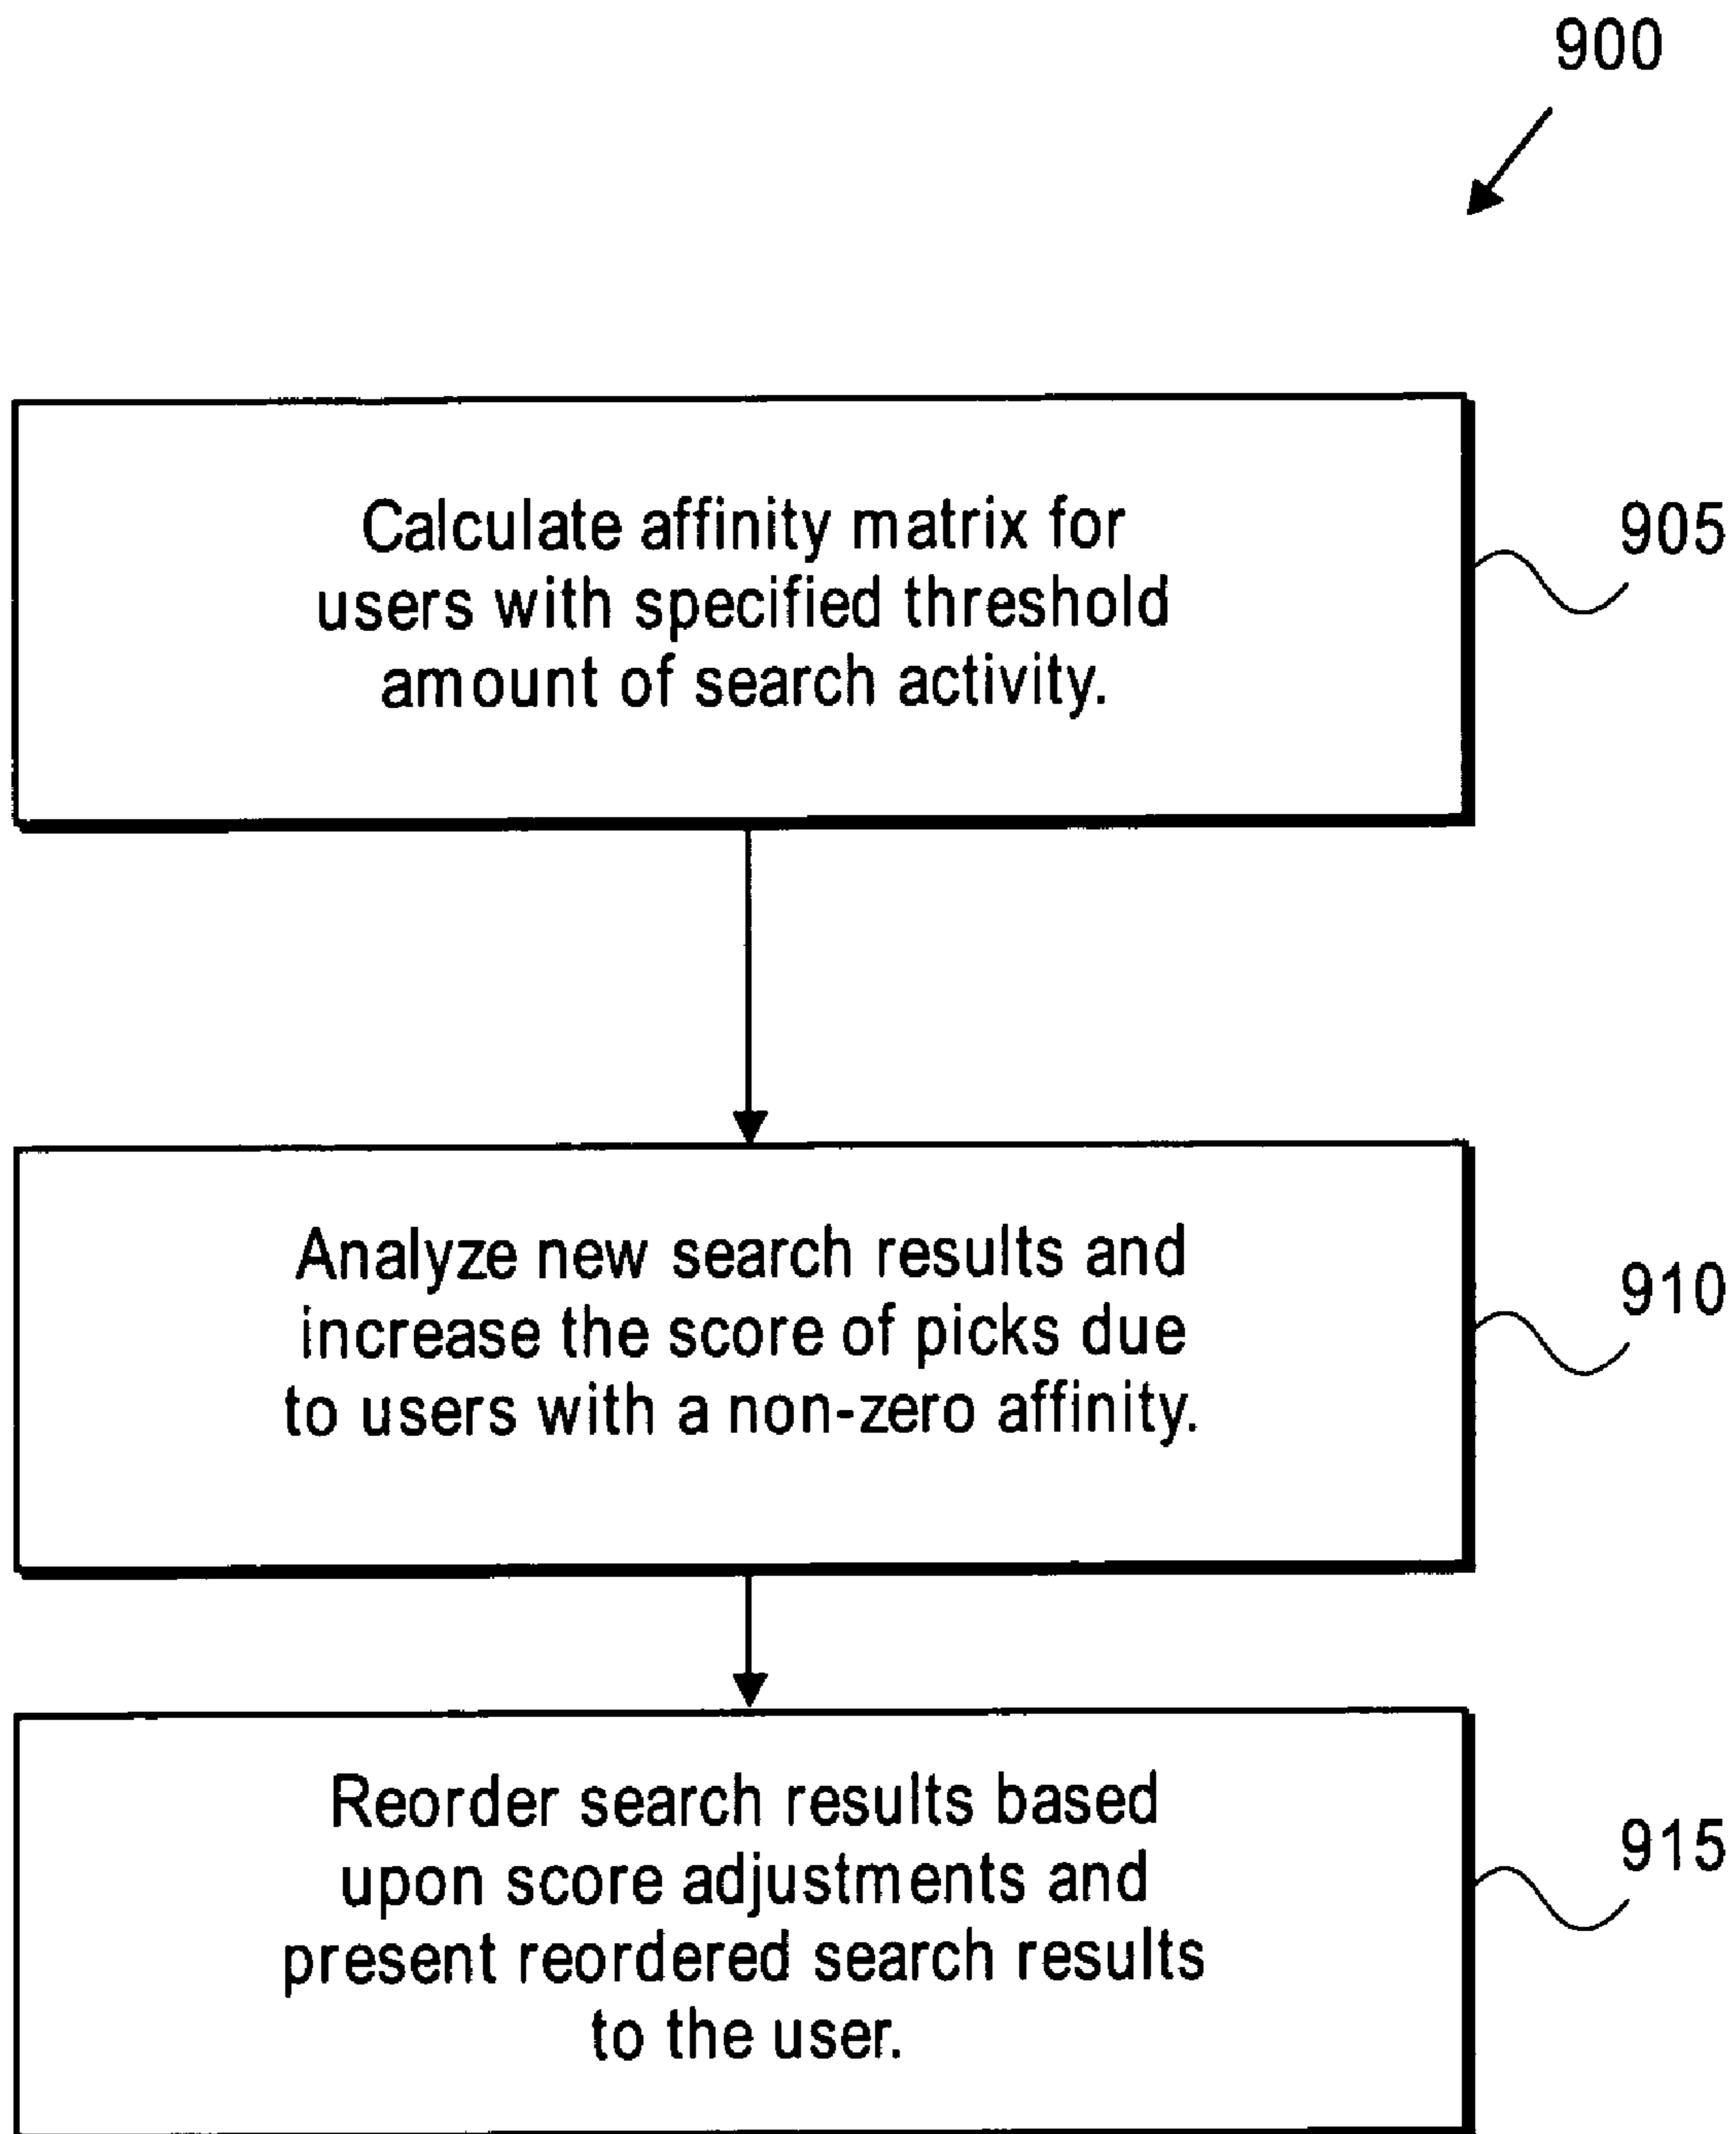 900
Calculate affinity matrix for
users with specified threshold
amount of search activity.
905
Analyze new search results and
increase the score of picks due
to users with a non-zero affinity.
910
Reorder search results based
upon score adjustments and
present reordered search results
to the user.
915